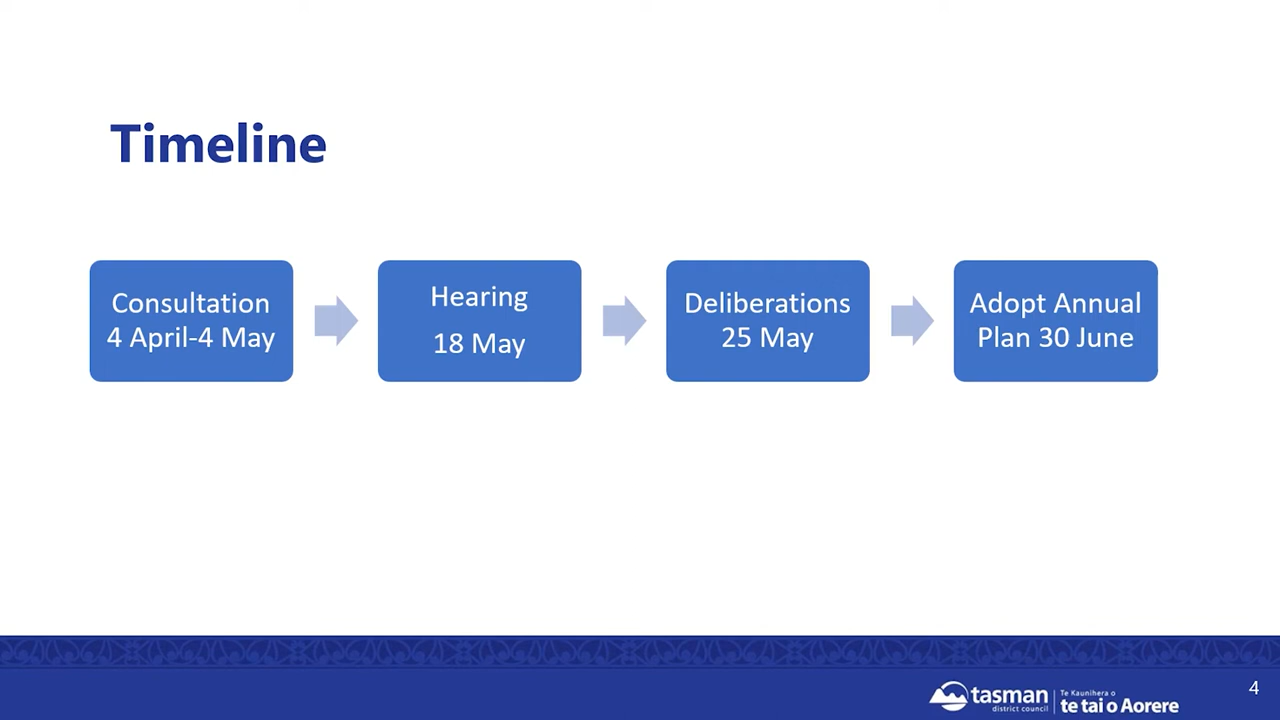 Timeline
Consultation
4 April-4 May
Hearing
18 May
Deliberations
25 May
Adopt Annual
Plan 30 June
tasman
district council
Te Kaunihera o
te tai o Aorere
4